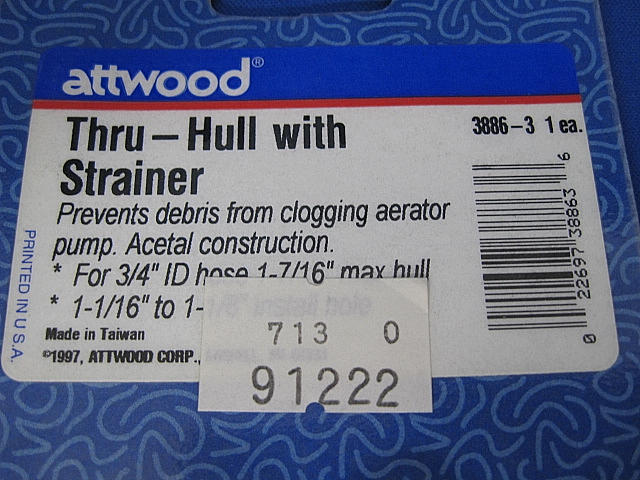 attwood®
Thru – Hull with
Strainer
3886–3 1 ea.
Prevents debris from clogging aerator
pump. Acetal construction.
* For 3/4" ID hose 1-7/16" max hull
* 1-1/16" to 1-
Made in Taiwan
©1997, ATTWOOD CORP.,
PRINTED IN U.S.A.
0 22697 38863 6
713 0
91222